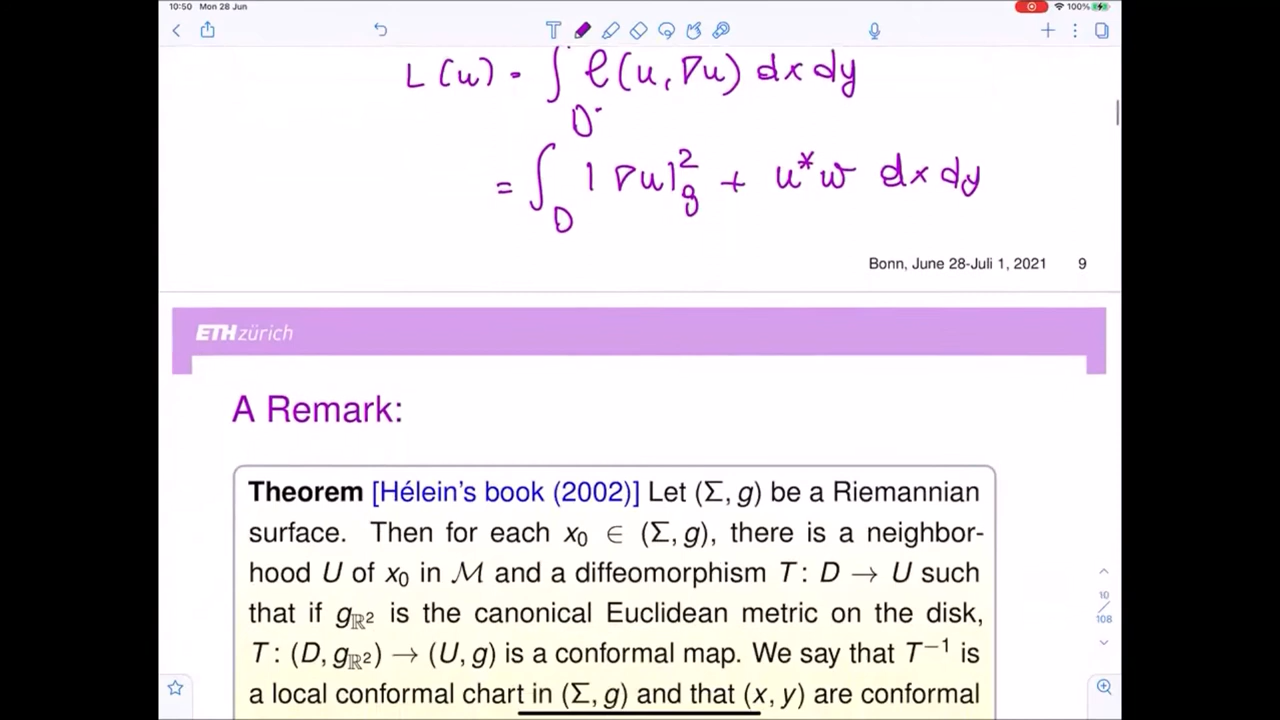 10:50 Mon 28 Jun
100%
L(u) = ∫_D ℓ(u, ∇u) dx dy
= ∫_D |∇u|²_g + u*ω dx dy
Bonn, June 28-Juli 1, 2021 9
ETH zürich
A Remark:
Theorem [Hélein's book (2002)] Let (Σ, g) be a Riemannian
surface. Then for each x₀ ∈ (Σ, g), there is a neighbor-
hood U of x₀ in ℳ and a diffeomorphism T: D → U such
that if g_ℝ² is the canonical Euclidean metric on the disk,
T: (D, g_ℝ²) → (U, g) is a conformal map. We say that T⁻¹ is
a local conformal chart in (Σ, g) and that (x, y) are conformal
10
/
108